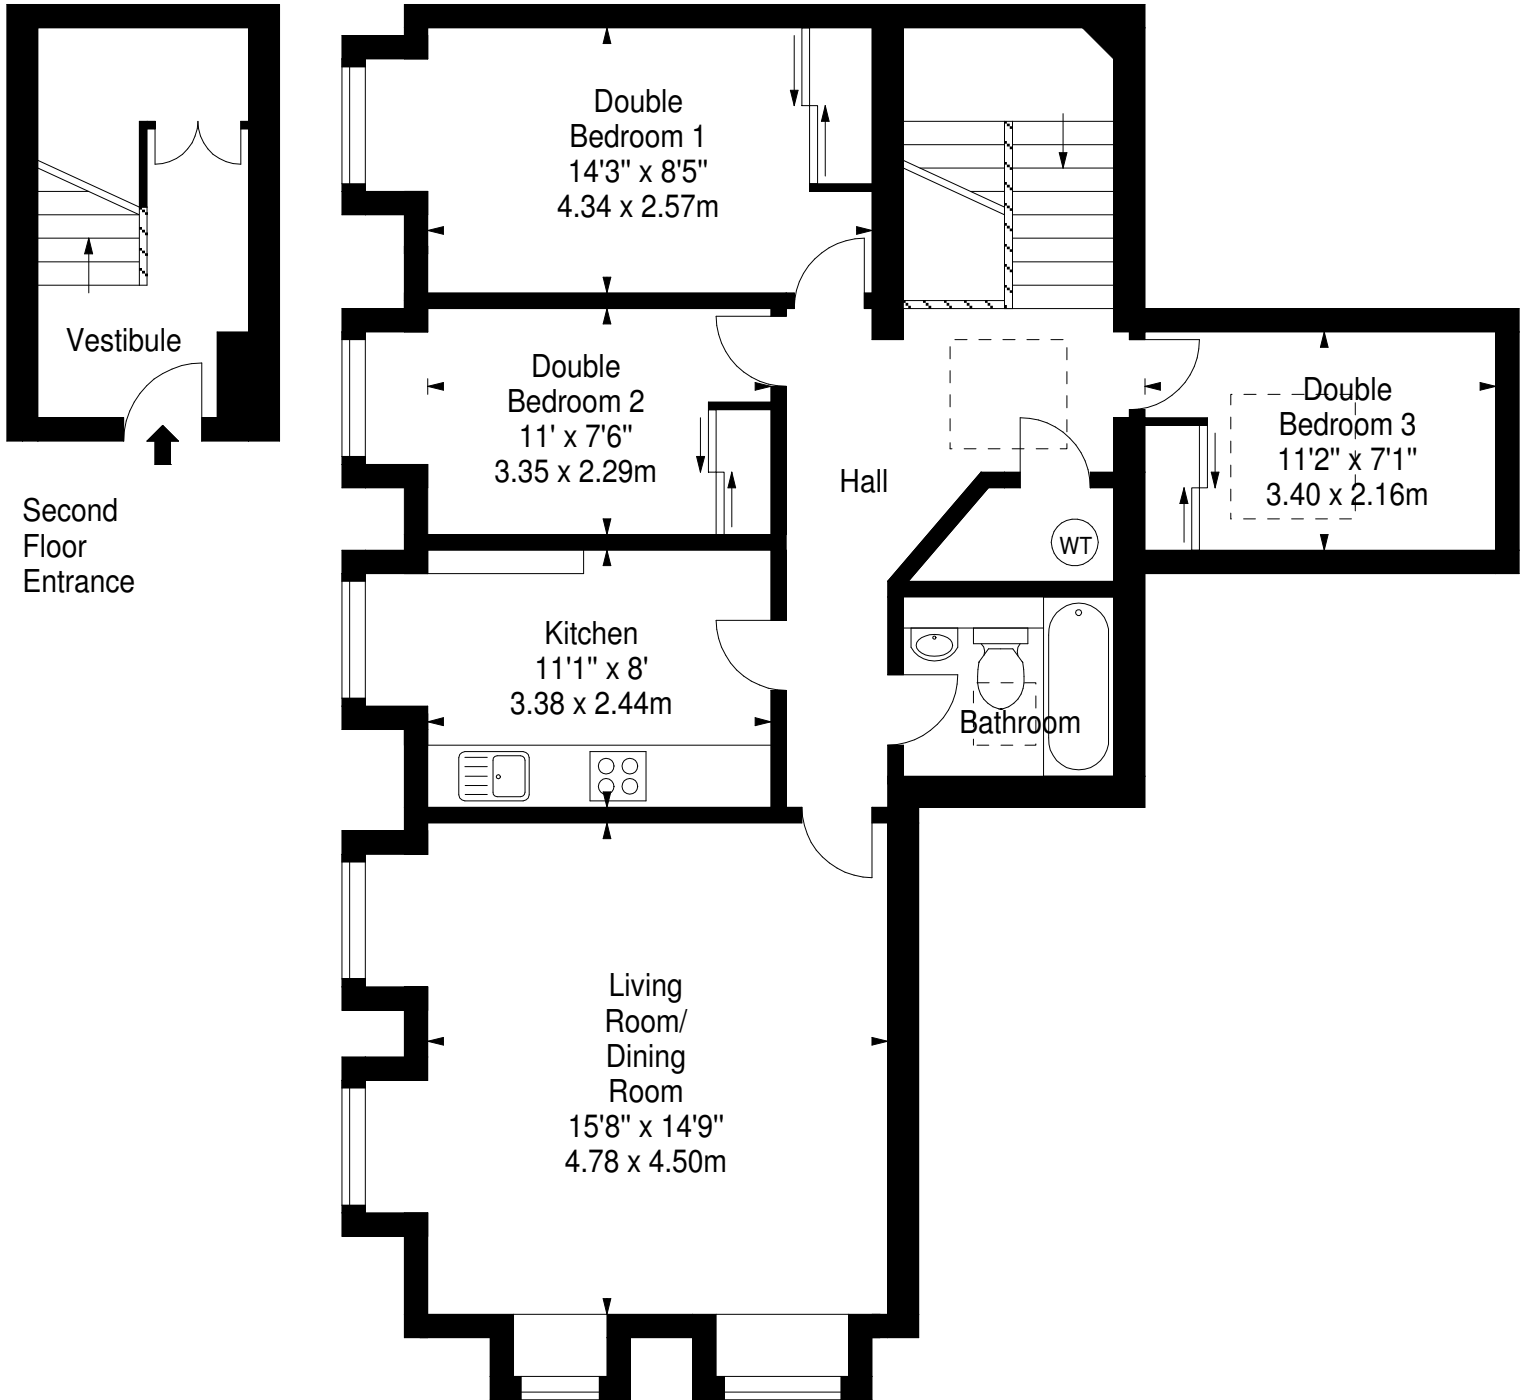 Vestibule
Second
Floor
Entrance
Double
Bedroom 1
14'3" x 8'5"
4.34 x 2.57m
Double
Bedroom 2
11' x 7'6"
3.35 x 2.29m
Hall
Double
Bedroom 3
11'2" x 7'1"
3.40 x 2.16m
WT
Kitchen
11'1" x 8'
3.38 x 2.44m
Bathroom
Living
Room/
Dining
Room
15'8" x 14'9"
4.78 x 4.50m